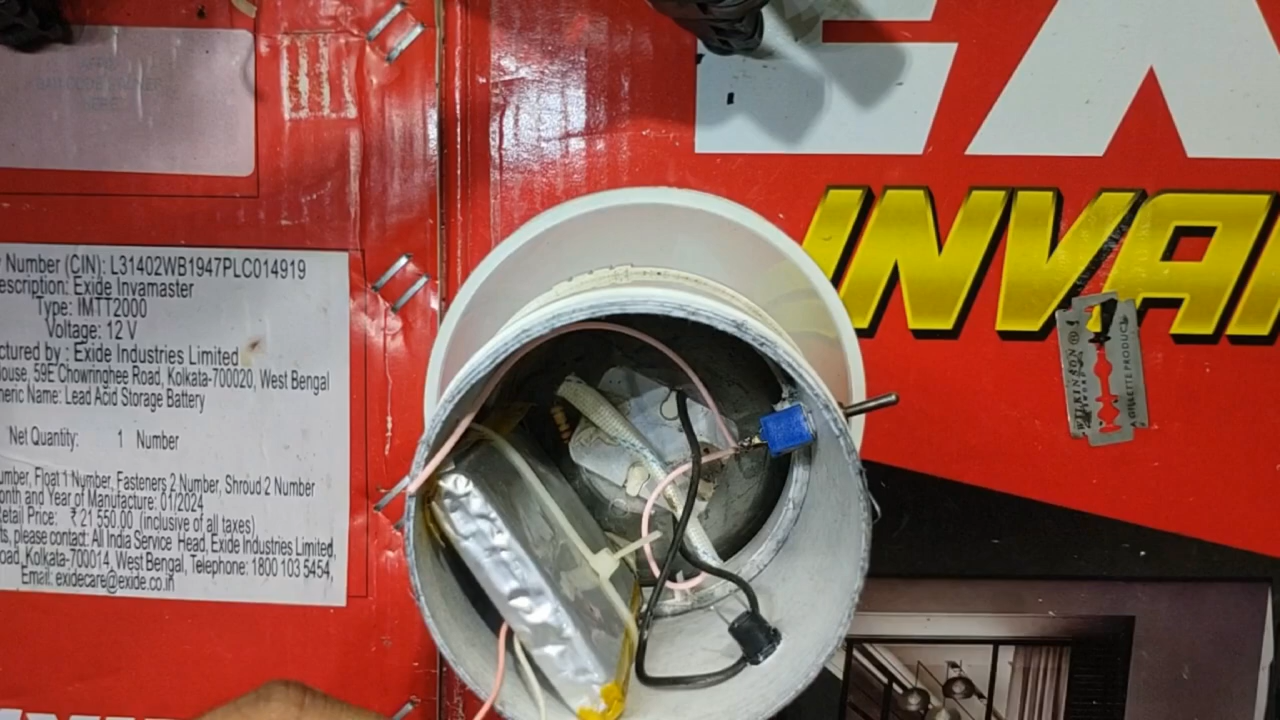 y Number (CIN): L31402WB1947PLC014919
escription: Exide Invamaster
Type: IMTT2000
Voltage: 12 V
ctured by : Exide Industries Limited
ouse, 59E Chowringhee Road, Kolkata-700020, West Bengal
neric Name: Lead Acid Storage Battery
Net Quantity: 1 Number
umber, Float 1 Number, Fasteners 2 Number, Shroud 2 Number
onth and Year of Manufacture: 01/2024
etail Price: ₹ 21,550.00 (inclusive of all taxes)
ts, please contact: All India Service Head, Exide Industries Limited,
oad, Kolkata-700014, West Bengal, Telephone: 1800 103 5454,
Email: exidecare@exide.co.in
EX
INVA
WILKINSON
SWORD
A GILLETTE PRODUCT